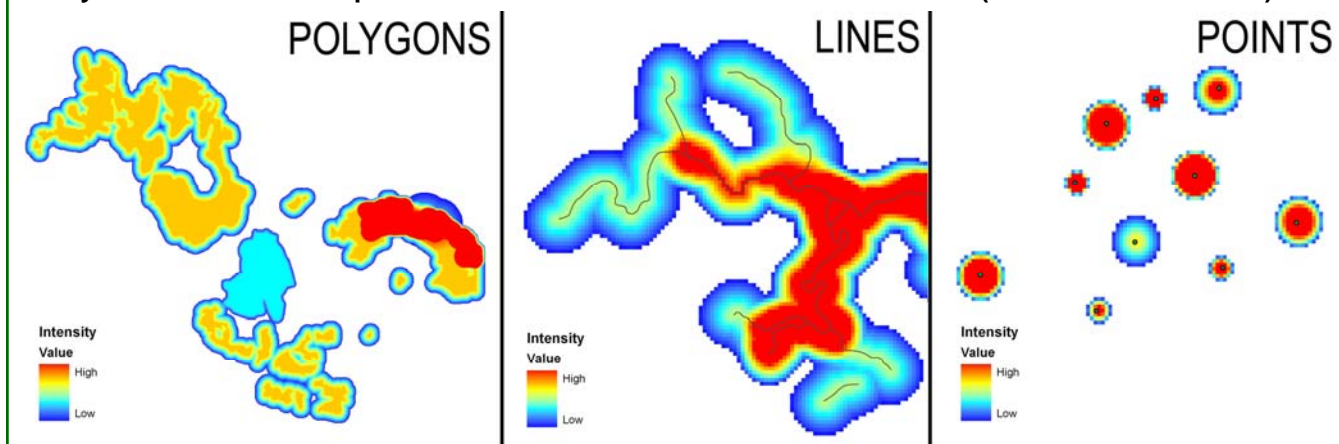 POLYGONS
Intensity
Value
High
Low
LINES
Intensity
Value
High
Low
POINTS
Intensity
Value
High
Low